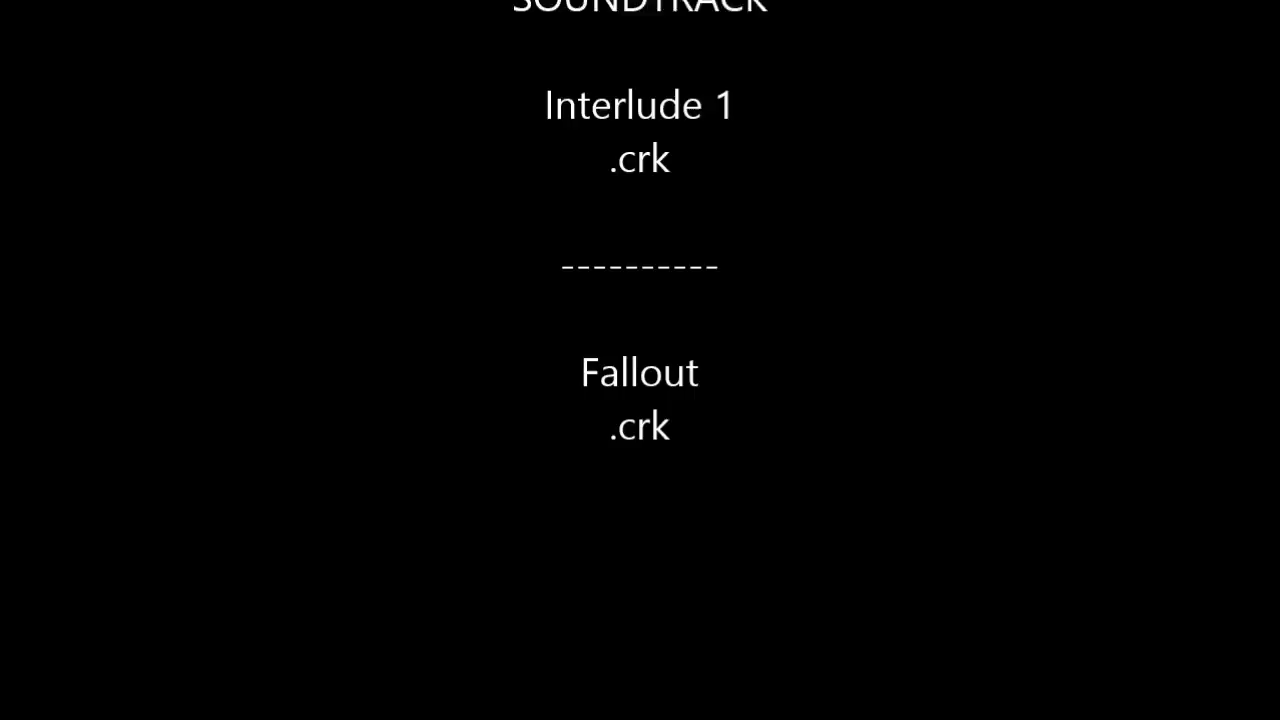 SOUNDTRACK
Interlude 1
.crk
----------
Fallout
.crk